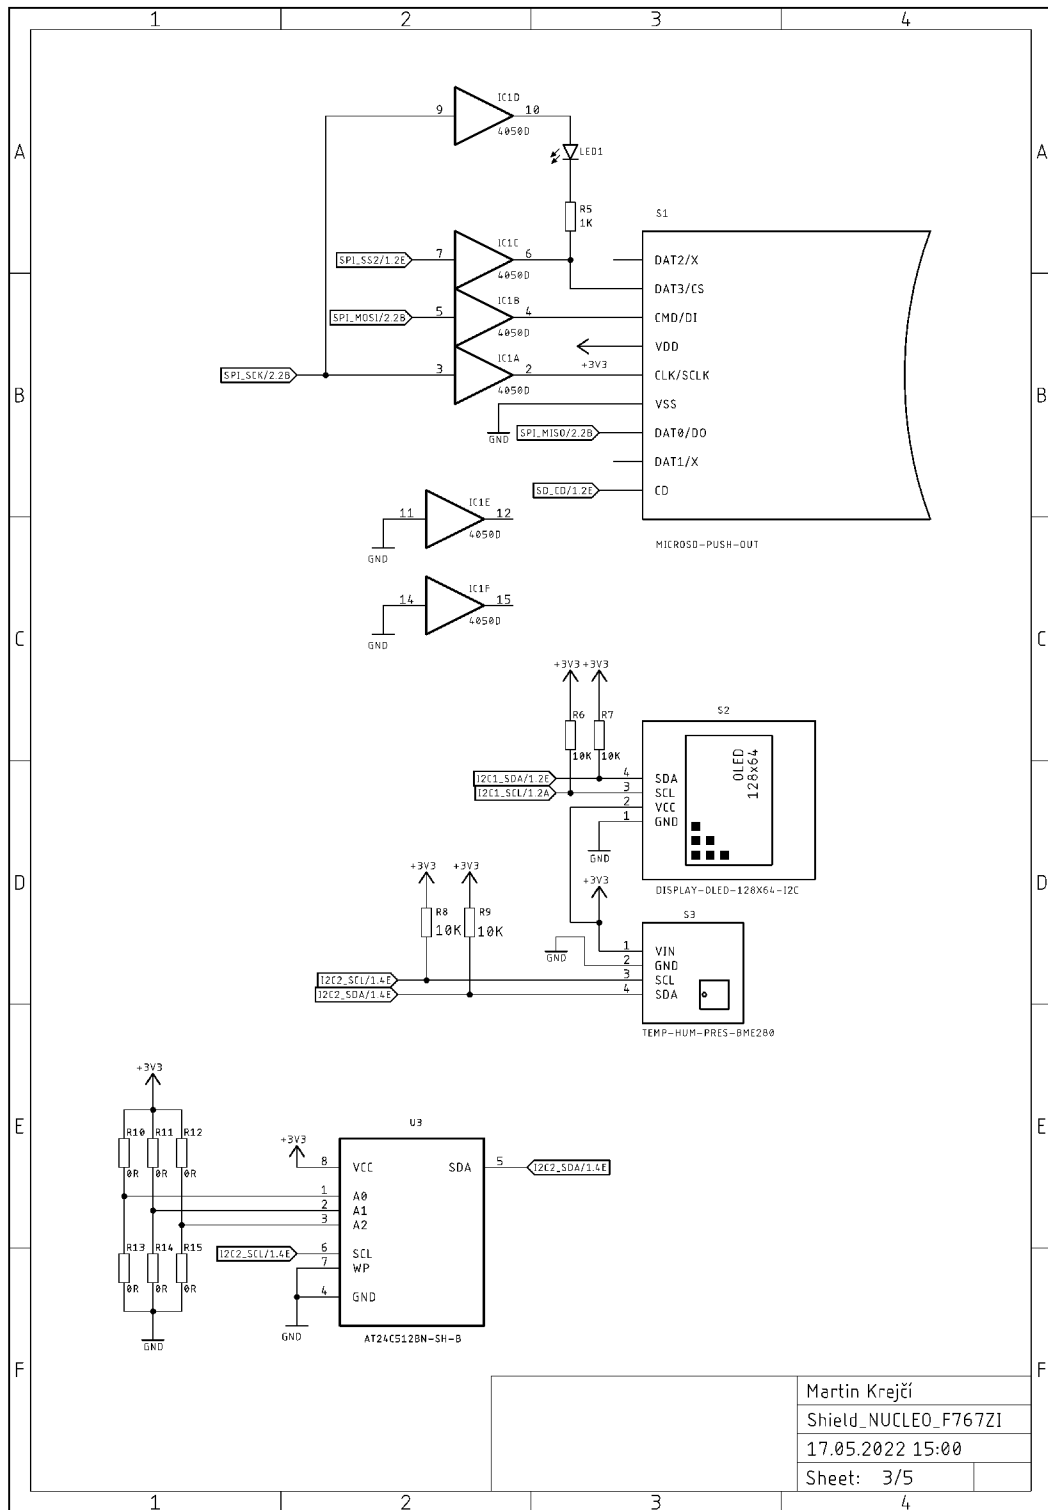 1 2 3 4
A A
IC1D
9 10
4050D
LED1
R5
1K
S1
IC1C
SPI_SS2/1.2E 7 6 DAT2/X
4050D
DAT3/CS
IC1B
SPI_MOSI/2.2B 5 4 CMD/DI
4050D
VDD
+3V3
IC1A
SPI_SCK/2.2B 3 2 CLK/SCLK
4050D
B B
VSS
GND
SPI_MISO/2.2B DAT0/DO
DAT1/X
SD_CD/1.2E CD
IC1E
11 12
4050D
GND
MICROSD-PUSH-OUT
IC1F
14 15
4050D
GND
C C
+3V3 +3V3
R6 R7
10K 10K
S2
OLED
128x64
I2C1_SDA/1.2E 4 SDA
I2C1_SCL/1.2A 3 SCL
2 VCC
1 GND
GND
DISPLAY-OLED-128X64-I2C
D D
+3V3 +3V3
R8 R9
10K 10K
+3V3
S3
1 VIN
GND
2 GND
I2C2_SCL/1.4E 3 SCL
I2C2_SDA/1.4E 4 SDA
TEMP-HUM-PRES-BME280
E E
+3V3
R10 R11 R12
0R 0R 0R
R13 R14 R15
0R 0R 0R
GND
U3
+3V3
8 VCC SDA 5 I2C2_SDA/1.4E
1 A0
2 A1
3 A2
I2C2_SCL/1.4E 6 SCL
7 WP
4 GND
GND
AT24C512BN-SH-B
F F
Martin Krejčí
Shield_NUCLEO_F767ZI
17.05.2022 15:00
Sheet: 3/5
1 2 3 4